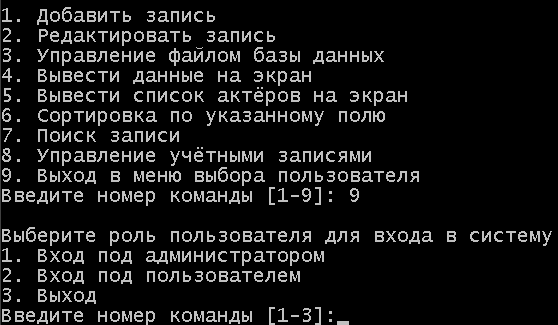 1. Добавить запись
2. Редактировать запись
3. Управление файлом базы данных
4. Вывести данные на экран
5. Вывести список актёров на экран
6. Сортировка по указанному полю
7. Поиск записи
8. Управление учётными записями
9. Выход в меню выбора пользователя
Введите номер команды [1-9]: 9
Выберите роль пользователя для входа в систему
1. Вход под администратором
2. Вход под пользователем
3. Выход
Введите номер команды [1-3]: